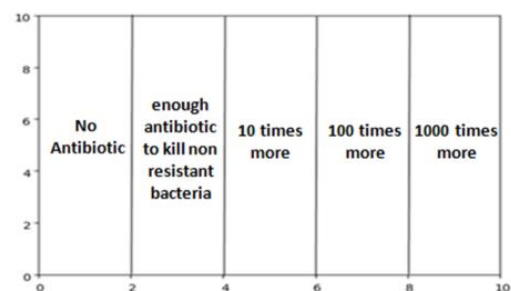 10
8
6
4
2
0
No
Antibiotic
enough
antibiotic
to kill non
resistant
bacteria
10 times
more
100 times
more
1000 times
more
0 2 4 6 8 10